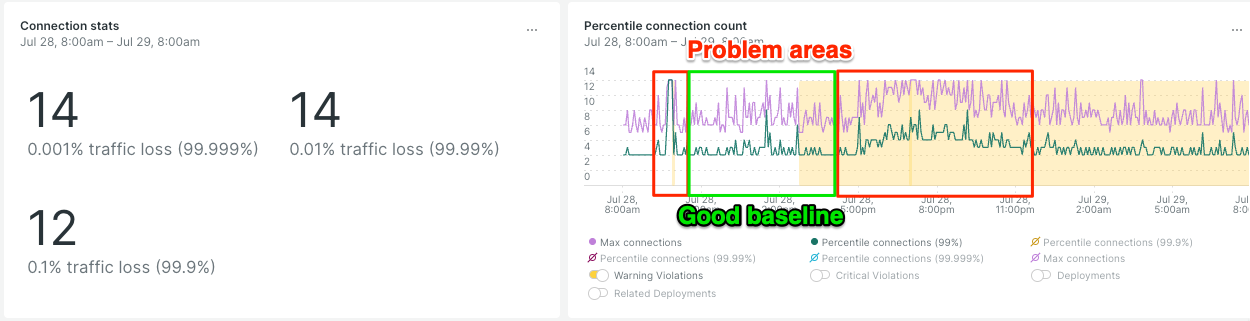 Connection stats
Jul 28, 8:00am – Jul 29, 8:00am
...
14
0.001% traffic loss (99.999%)
14
0.01% traffic loss (99.99%)
12
0.1% traffic loss (99.9%)
Percentile connection count
Jul 28, 8:00am – Jul 29, 8:00am
...
Problem areas
14
12
10
8
6
4
2
0
Jul 28,
8:00am
Jul 28,
Jul 28,
Jul 28,
5:00pm
Jul 28,
8:00pm
Jul 28,
11:00pm
Jul 29,
2:00am
Jul 29,
5:00am
Jul 29,
8:0
Good baseline
Max connections
Percentile connections (99%)
Percentile connections (99.9%)
Percentile connections (99.99%)
Percentile connections (99.999%)
Max connections
Warning Violations
Critical Violations
Deployments
Related Deployments